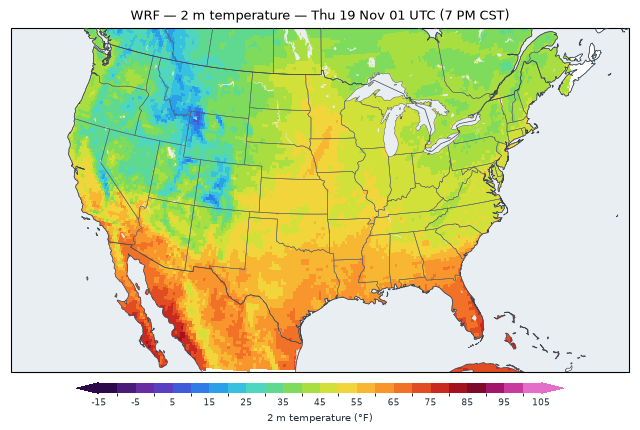 WRF — 2 m temperature — Thu 19 Nov 01 UTC (7 PM CST)
-15 -5 5 15 25 35 45 55 65 75 85 95 105
2 m temperature (°F)